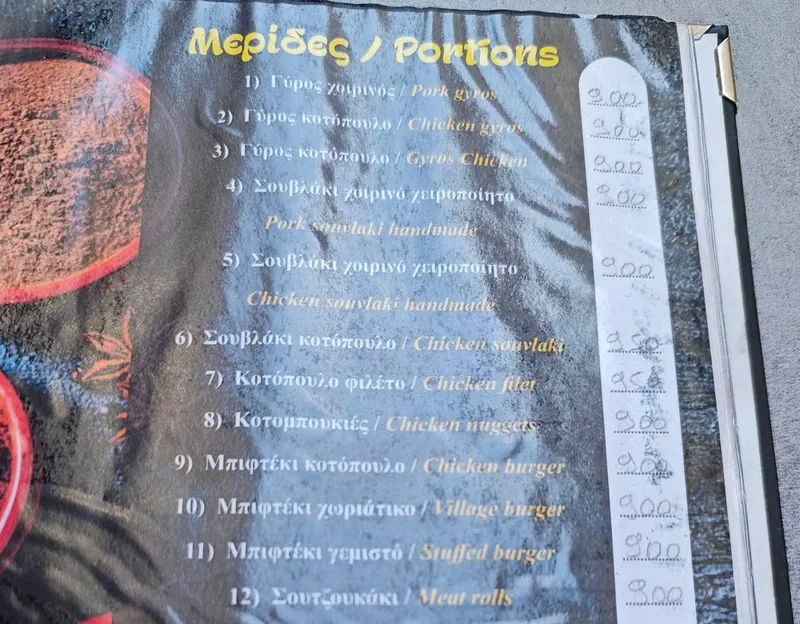 Μερίδες / Portions
1) Γύρος χοιρινός / Pork gyros 9.00
2) Γύρος κοτόπουλο / Chicken gyros 9.00
3) Γύρος κοτόπουλο / Gyros Chicken 9.00
4) Σουβλάκι χοιρινό χειροποίητο 9.00
Pork souvlaki handmade
5) Σουβλάκι χοιρινό χειροποίητο 9.00
Chicken souvlaki handmade
6) Σουβλάκι κοτόπουλο / Chicken souvlaki 9.50
7) Κοτόπουλο φιλέτο / Chicken filet 9.50
8) Κοτομπουκιές / Chicken nuggets 9.00
9) Μπιφτέκι κοτόπουλο / Chicken burger 9.00
10) Μπιφτέκι χωριάτικο / Village burger 9.00
11) Μπιφτέκι γεμιστό / Stuffed burger 9.00
12) Σουτζουκάκι / Meat rolls 9.00